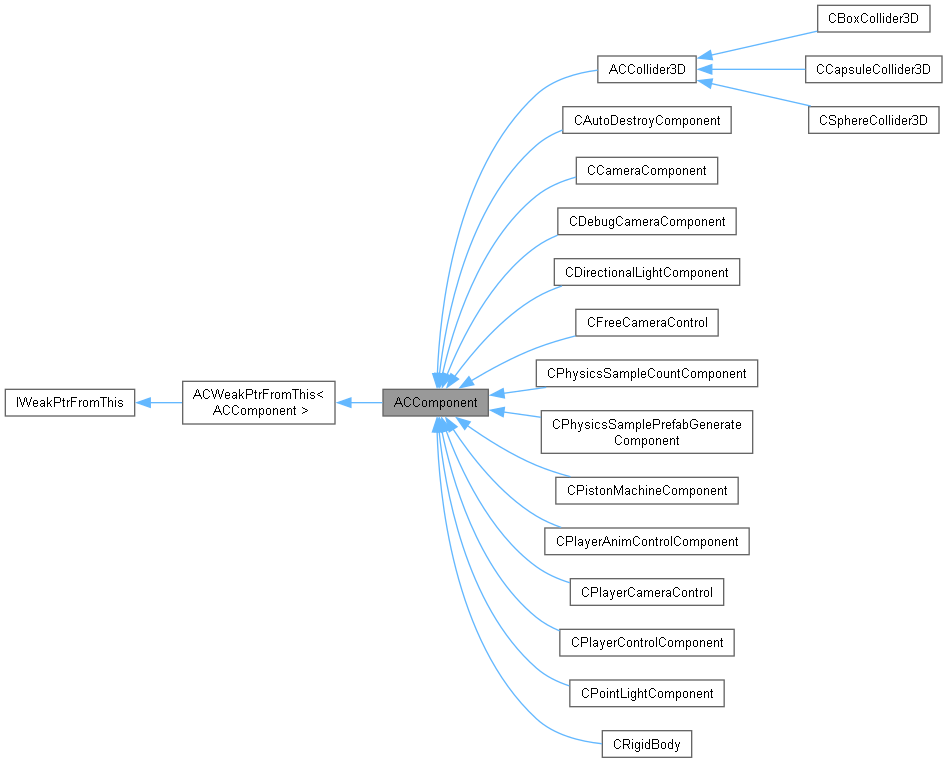 CBoxCollider3D
ACCollider3D
CCapsuleCollider3D
CSphereCollider3D
CAutoDestroyComponent
CCameraComponent
CDebugCameraComponent
CDirectionalLightComponent
CFreeCameraControl
CPhysicsSampleCountComponent
IWeakPtrFromThis
ACWeakPtrFromThis<
ACComponent >
ACComponent
CPhysicsSamplePrefabGenerate
Component
CPistonMachineComponent
CPlayerAnimControlComponent
CPlayerCameraControl
CPlayerControlComponent
CPointLightComponent
CRigidBody